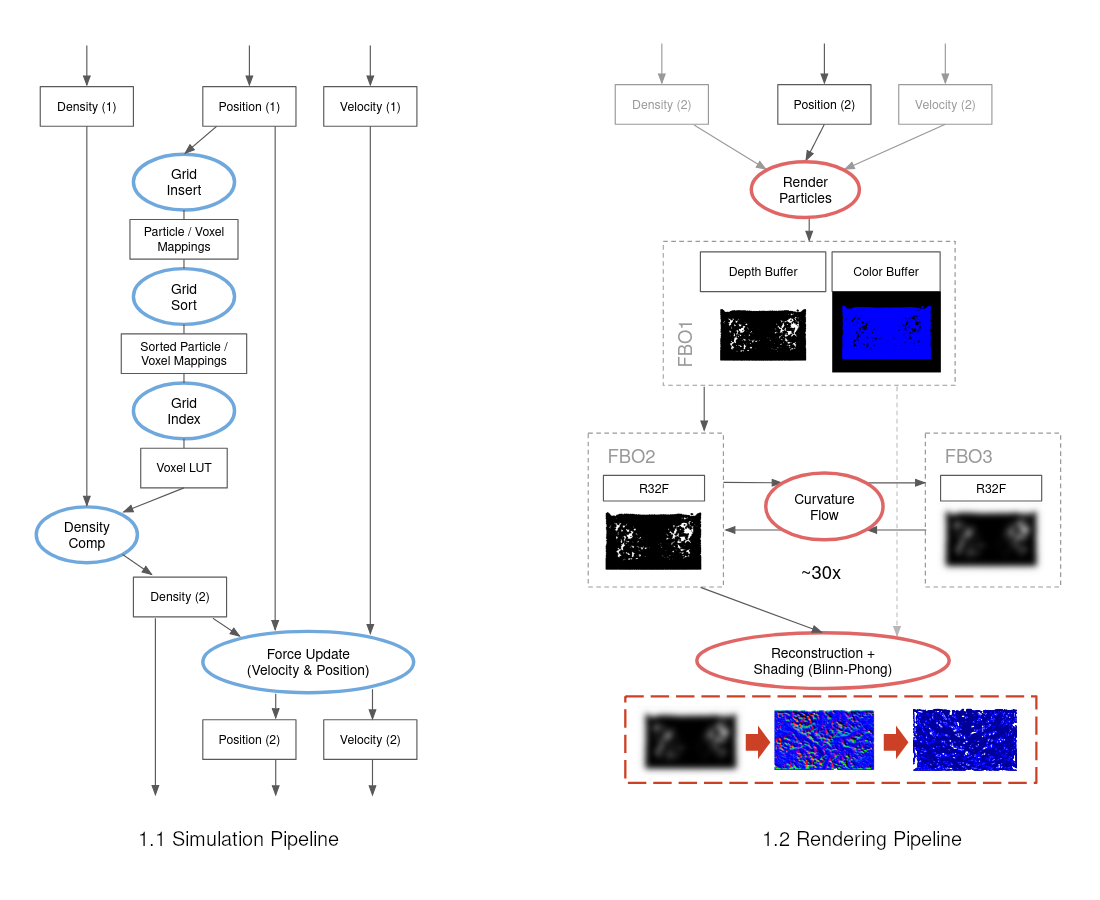 Density (1)
Position (1)
Velocity (1)
Grid
Insert
Particle / Voxel
Mappings
Grid
Sort
Sorted Particle /
Voxel Mappings
Grid
Index
Voxel LUT
Density
Comp
Density (2)
Force Update
(Velocity & Position)
Position (2)
Velocity (2)
1.1 Simulation Pipeline
Density (2)
Position (2)
Velocity (2)
Render
Particles
Depth Buffer
Color Buffer
FBO1
FBO2
R32F
Curvature
Flow
FBO3
R32F
~30x
Reconstruction +
Shading (Blinn-Phong)
1.2 Rendering Pipeline